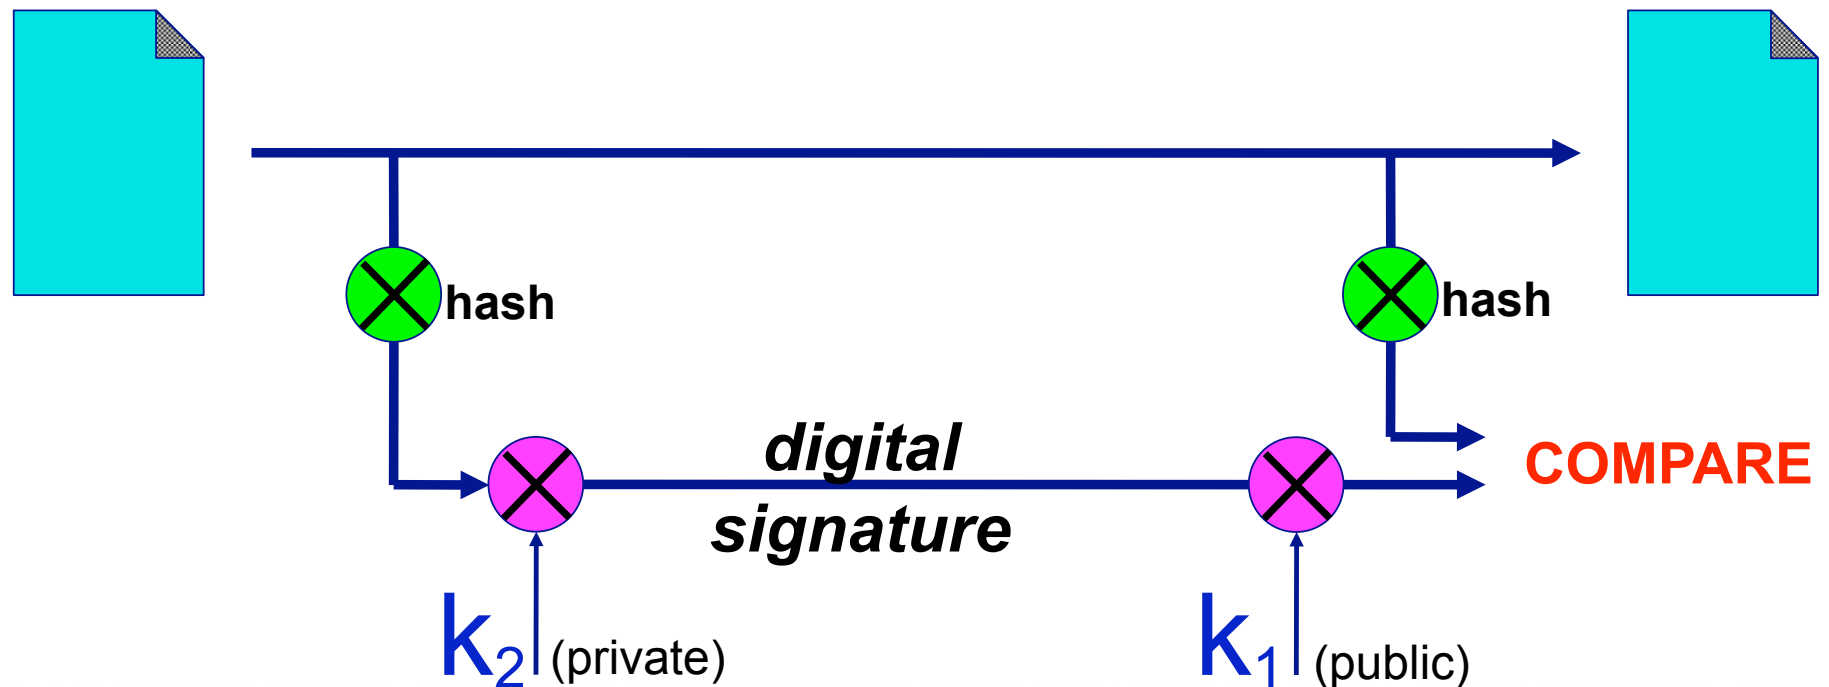 hash
hash
digital
signature
COMPARE
k₂ (private)
k₁ (public)